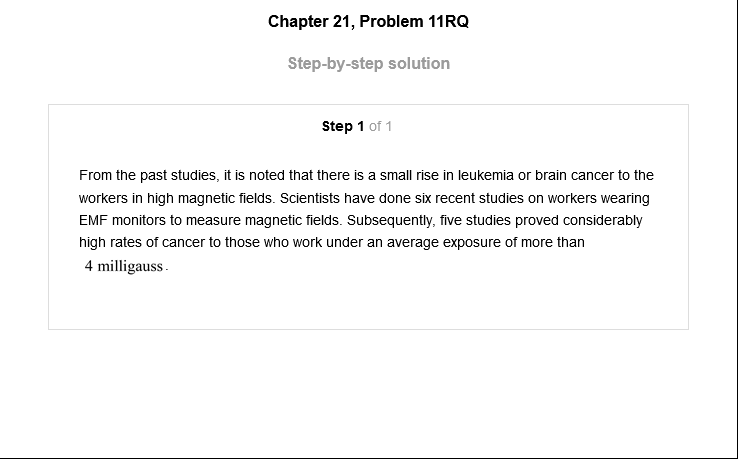 Chapter 21, Problem 11RQ
Step-by-step solution
Step 1 of 1
From the past studies, it is noted that there is a small rise in leukemia or brain cancer to the
workers in high magnetic fields. Scientists have done six recent studies on workers wearing
EMF monitors to measure magnetic fields. Subsequently, five studies proved considerably
high rates of cancer to those who work under an average exposure of more than
4 milligauss.